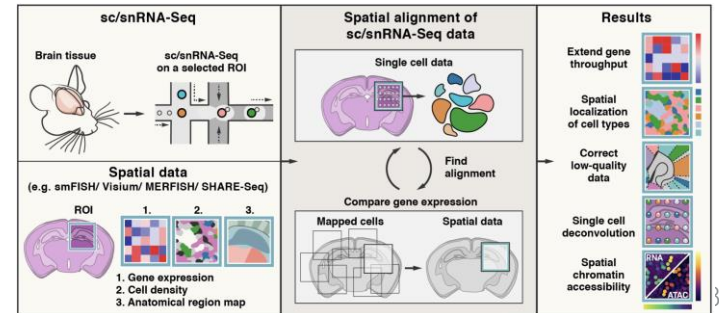 sc/snRNA-Seq
Brain tissue
sc/snRNA-Seq
on a selected ROI
Spatial data
(e.g. smFISH/ Visium/ MERFISH/ SHARE-Seq)
ROI
1.
2.
3.
1. Gene expression
2. Cell density
3. Anatomical region map
Spatial alignment of
sc/snRNA-Seq data
Single cell data
Find
alignment
Compare gene expression
Mapped cells
Spatial data
Results
Extend gene
throughput
Spatial
localization
of cell types
Correct
low-quality
data
Single cell
deconvolution
Spatial
chromatin
accessibility
RNA
ATAC